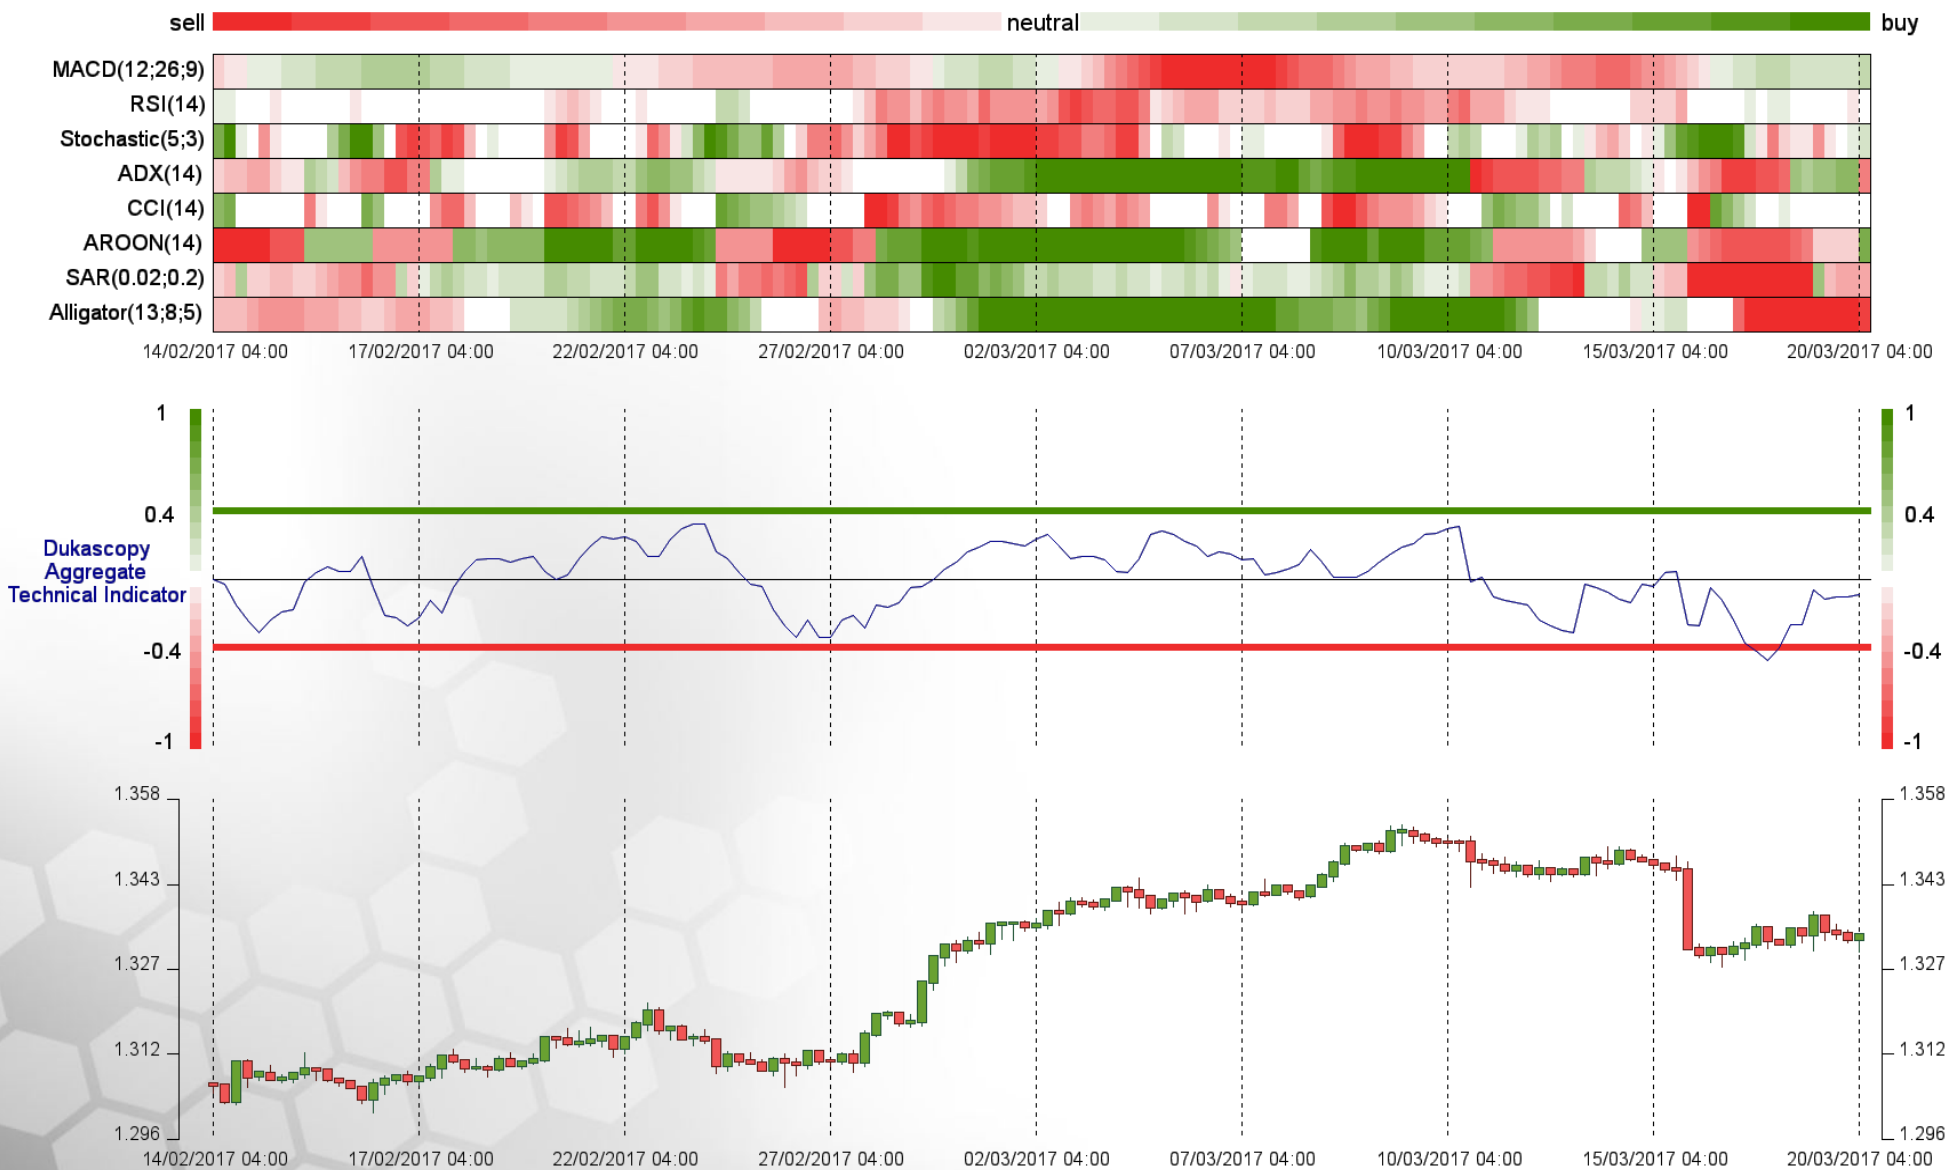 sell neutral buy
MACD(12;26;9)
RSI(14)
Stochastic(5;3)
ADX(14)
CCI(14)
AROON(14)
SAR(0.02;0.2)
Alligator(13;8;5)
14/02/2017 04:00 17/02/2017 04:00 22/02/2017 04:00 27/02/2017 04:00 02/03/2017 04:00 07/03/2017 04:00 10/03/2017 04:00 15/03/2017 04:00 20/03/2017 04:00
1 1
0.4 0.4
Dukascopy
Aggregate
Technical Indicator
-0.4 -0.4
-1 -1
1.358 1.358
1.343 1.343
1.327 1.327
1.312 1.312
1.296 1.296
14/02/2017 04:00 17/02/2017 04:00 22/02/2017 04:00 27/02/2017 04:00 02/03/2017 04:00 07/03/2017 04:00 10/03/2017 04:00 15/03/2017 04:00 20/03/2017 04:00